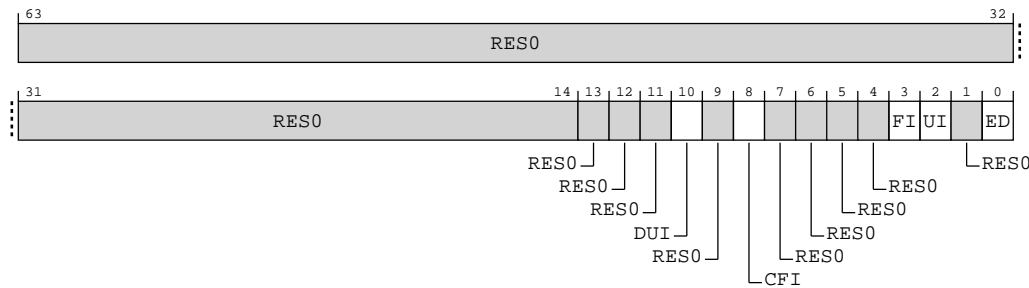 63 32
RES0
31 14 13 12 11 10 9 8 7 6 5 4 3 2 1 0
RES0 FI UI ED
RES0 RES0
RES0 RES0
RES0 RES0
DUI RES0
RES0 RES0
CFI